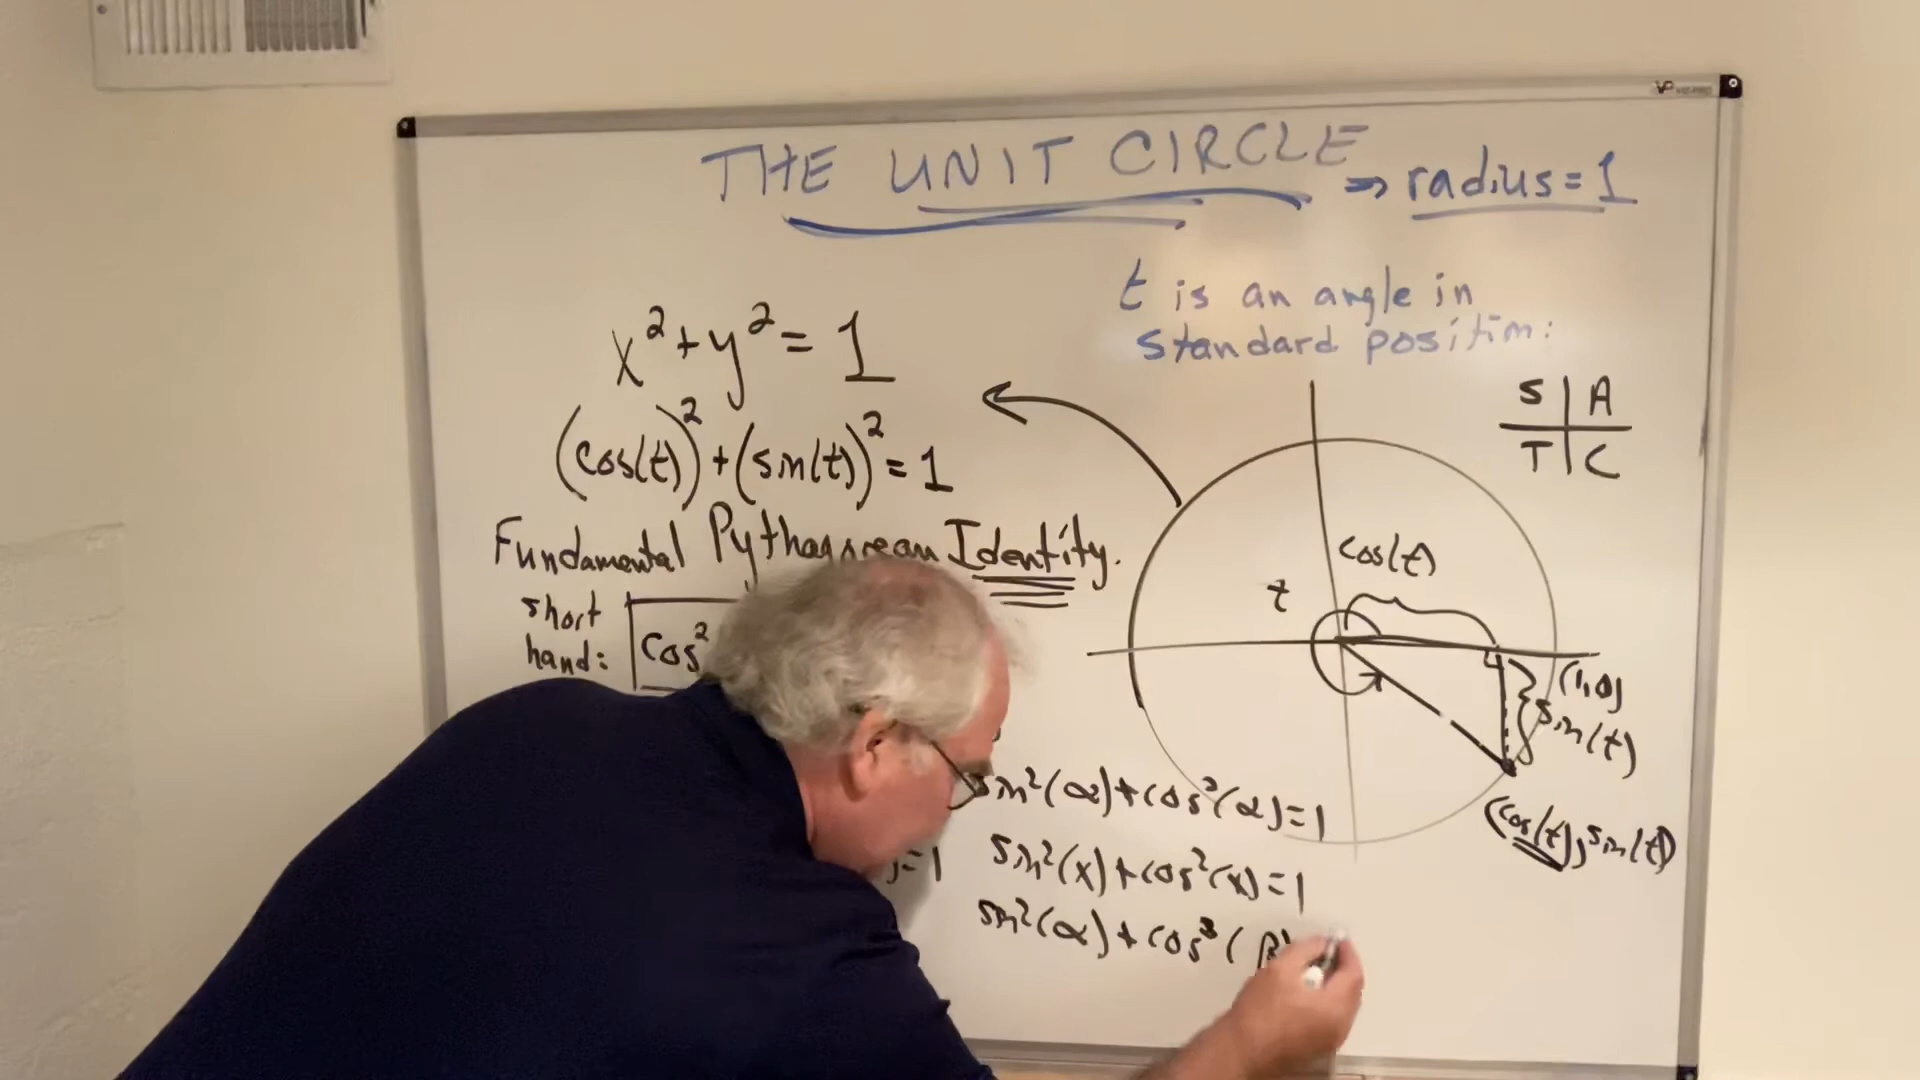 THE UNIT CIRCLE
⇒ radius = 1
t is an angle in
standard position:
x² + y² = 1
(cos(t))² + (sin(t))² = 1
Fundamental Pythagorean Identity.
short
hand:
cos²
S A
T C
cos(t)
t
(1,0)
sin(t)
(cos(t), sin(t))
sin²(α) + cos²(α) = 1
) = 1
sin²(x) + cos²(x) = 1
sin²(α) + cos² (β)